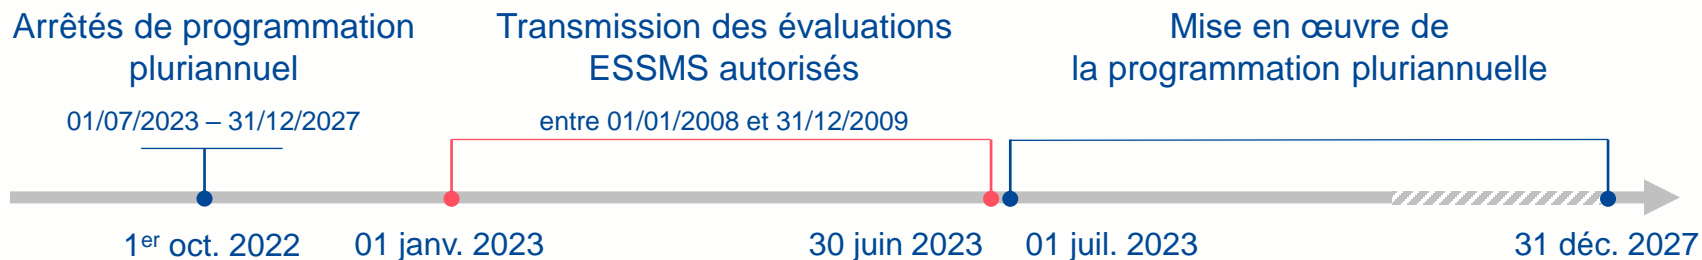 Arrêtés de programmation
pluriannuel
01/07/2023 – 31/12/2027
Transmission des évaluations
ESSMS autorisés
entre 01/01/2008 et 31/12/2009
Mise en œuvre de
la programmation pluriannuelle
1er oct. 2022
01 janv. 2023
30 juin 2023
01 juil. 2023
31 déc. 2027